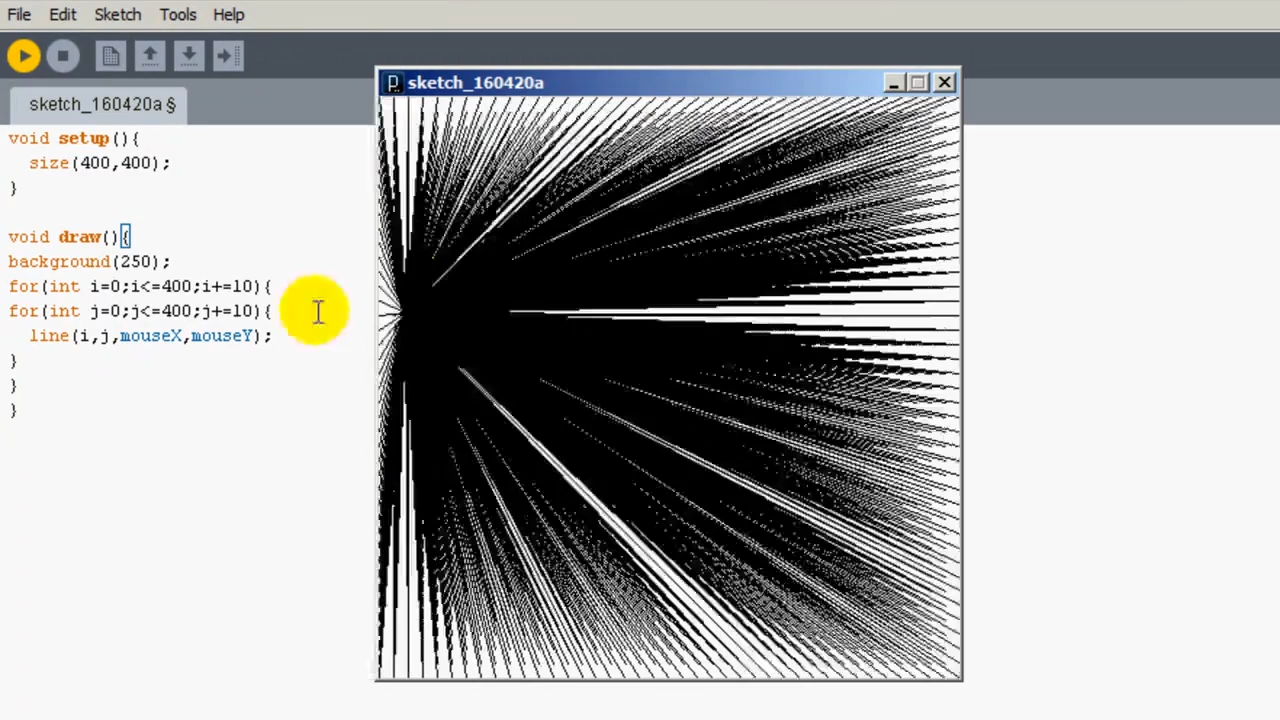 File Edit Sketch Tools Help
sketch_160420a §
sketch_160420a
void setup(){
  size(400,400);
}
void draw(){
background(250);
for(int i=0;i<=400;i+=10){
for(int j=0;j<=400;j+=10){
  line(i,j,mouseX,mouseY);
}
}
}